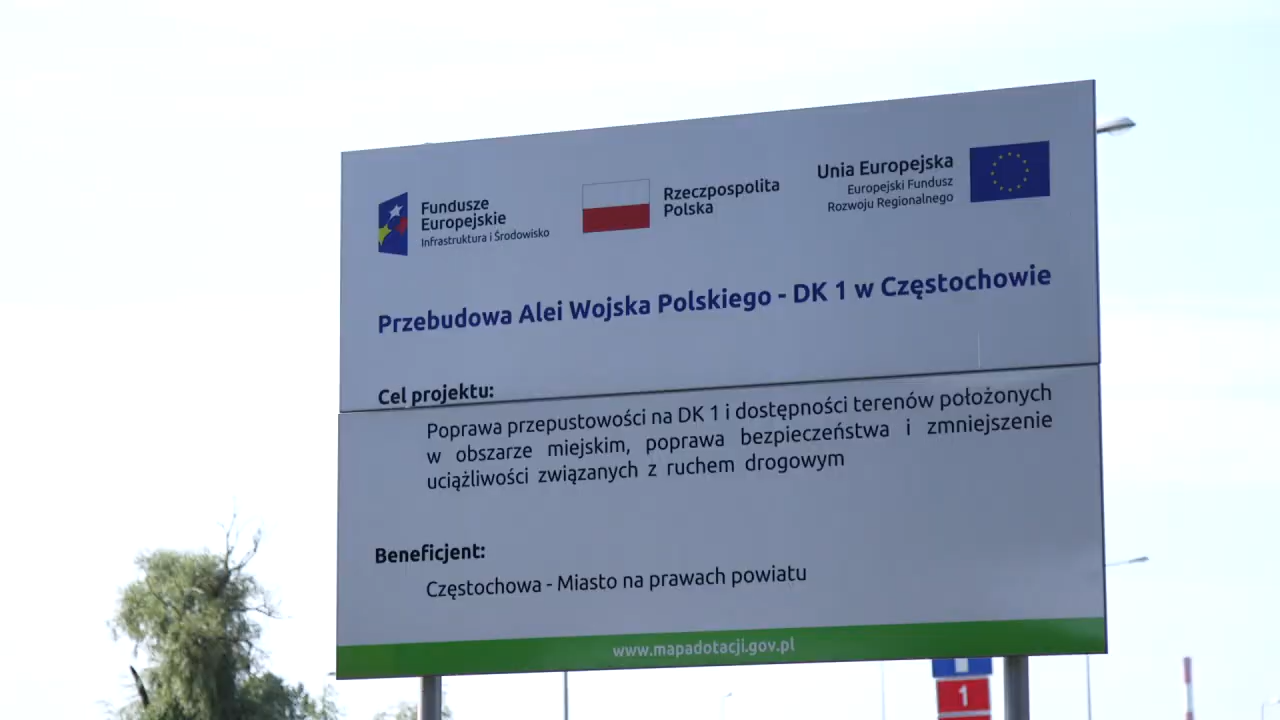 Fundusze
Europejskie
Infrastruktura i Środowisko
Rzeczpospolita
Polska
Unia Europejska
Europejski Fundusz
Rozwoju Regionalnego
Przebudowa Alei Wojska Polskiego - DK 1 w Częstochowie
Cel projektu:
Poprawa przepustowości na DK 1 i dostępności terenów położonych
w obszarze miejskim, poprawa bezpieczeństwa i zmniejszenie
uciążliwości związanych z ruchem drogowym
Beneficjent:
Częstochowa - Miasto na prawach powiatu
www.mapadotacji.gov.pl
1